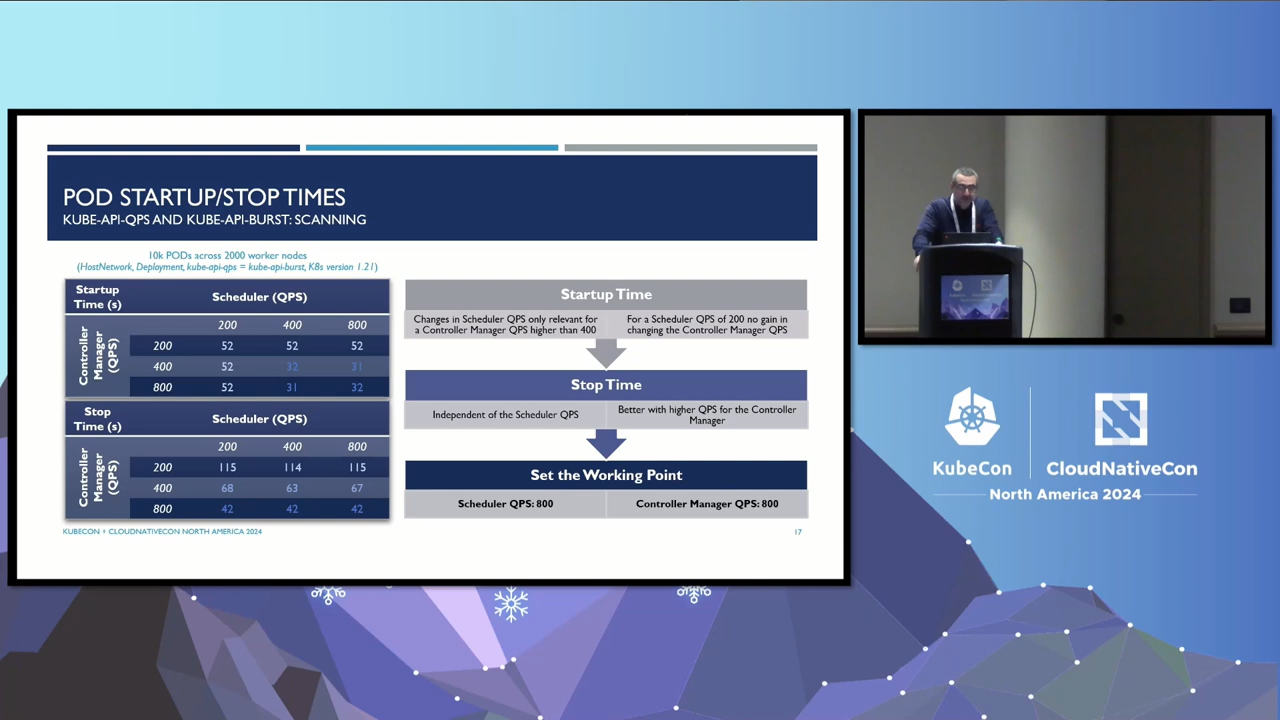 POD STARTUP/STOP TIMES
KUBE-API-QPS AND KUBE-API-BURST: SCANNING
10k PODs across 2000 worker nodes
(HostNetwork, Deployment, kube-api-qps = kube-api-burst, K8s version 1.21)
Startup
Time (s)
Scheduler (QPS)
Controller
Manager
(QPS)
200 400 800
200 52 52 52
400 52 32 31
800 52 31 32
Stop
Time (s)
Scheduler (QPS)
Controller
Manager
(QPS)
200 400 800
200 115 114 115
400 68 63 67
800 42 42 42
Startup Time
Changes in Scheduler QPS only relevant for
a Controller Manager QPS higher than 400
For a Scheduler QPS of 200 no gain in
changing the Controller Manager QPS
Stop Time
Independent of the Scheduler QPS
Better with higher QPS for the Controller
Manager
Set the Working Point
Scheduler QPS: 800
Controller Manager QPS: 800
KUBECON + CLOUDNATIVECON NORTH AMERICA 2024
17
KubeCon
CloudNativeCon
North America 2024